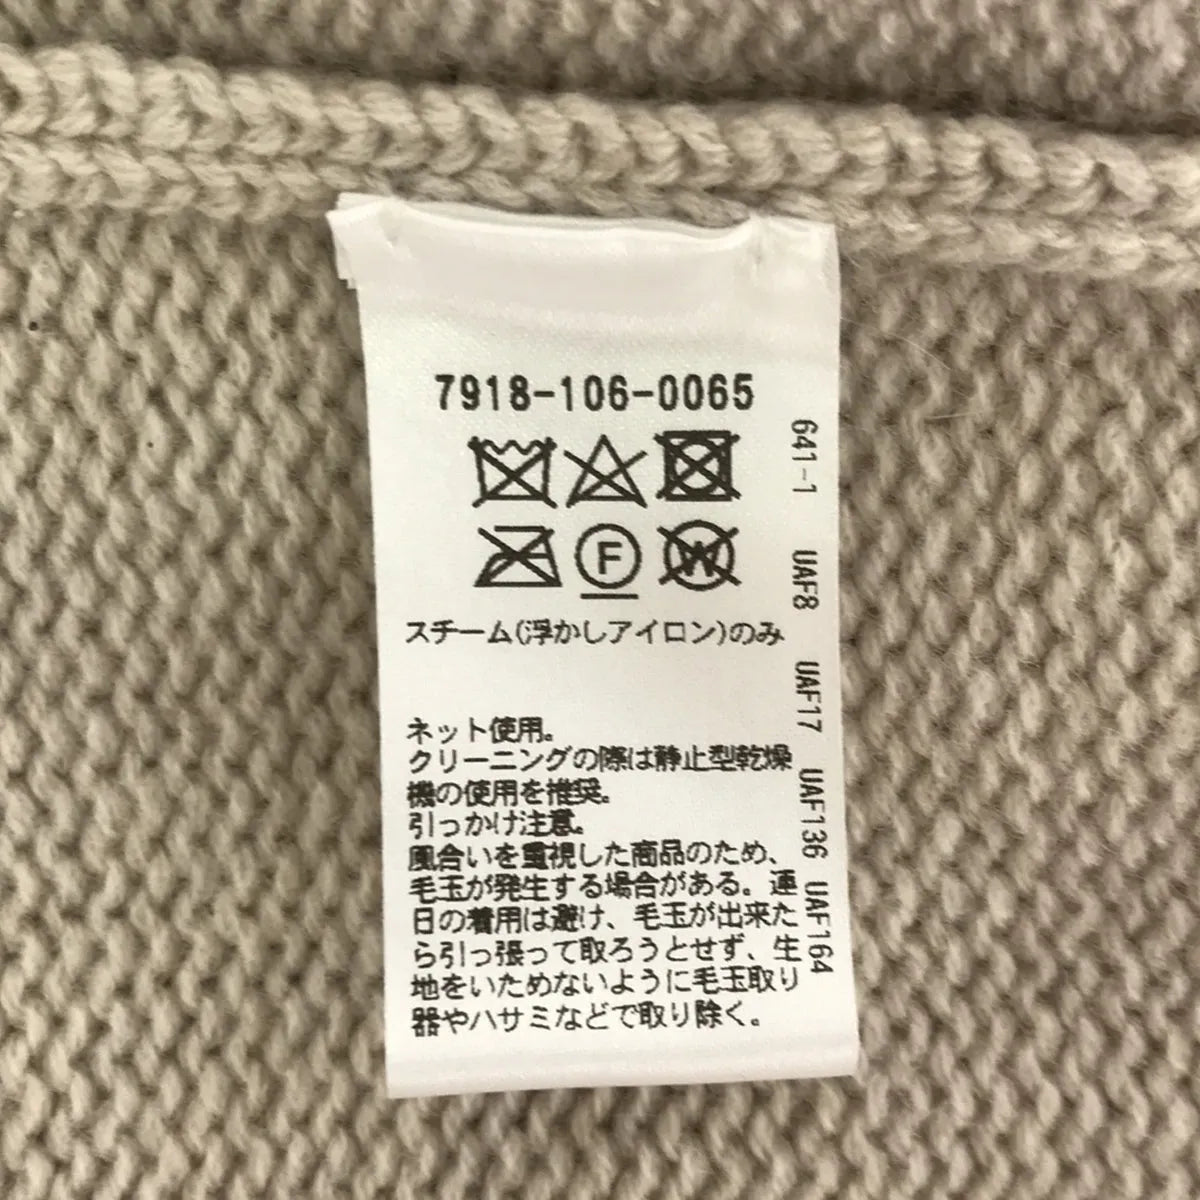 7918-106-0065
F
W
スチーム(浮かしアイロン)のみ
ネット使用。
クリーニングの際は静止型乾燥
機の使用を推奨。
引っかけ注意。
風合いを重視した商品のため、
毛玉が発生する場合がある。連
日の着用は避け、毛玉が出来た
ら引っ張って取ろうとせず、生
地をいためないように毛玉取り
器やハサミなどで取り除く。
641-1 UAF8 UAF17 UAF136 UAF164